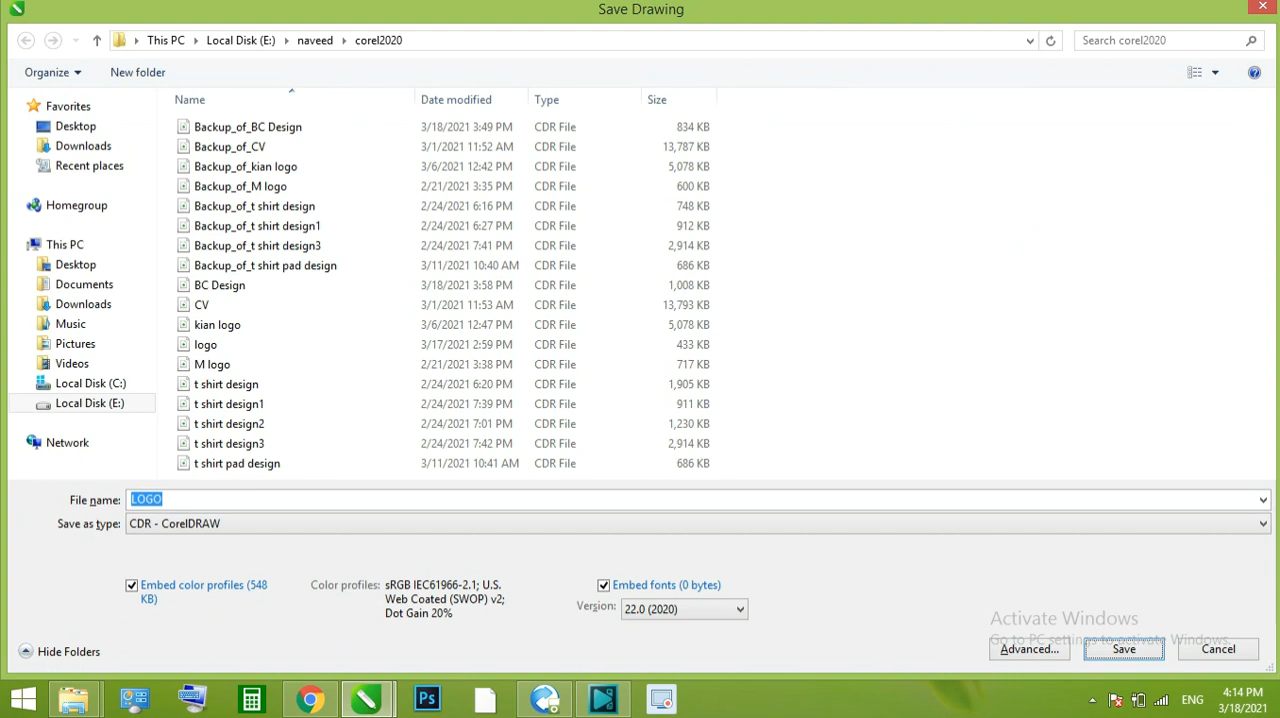 Save Drawing
This PC
Local Disk (E:)
naveed
corel2020
Search corel2020
Organize
New folder
Name
Date modified
Type
Size
Favorites
Desktop
Downloads
Recent places
Homegroup
This PC
Desktop
Documents
Downloads
Music
Pictures
Videos
Local Disk (C:)
Local Disk (E:)
Network
Backup_of_BC Design 3/18/2021 3:49 PM CDR File 834 KB
Backup_of_CV 3/1/2021 11:52 AM CDR File 13,787 KB
Backup_of_kian logo 3/6/2021 12:42 PM CDR File 5,078 KB
Backup_of_M logo 2/21/2021 3:35 PM CDR File 600 KB
Backup_of_t shirt design 2/24/2021 6:16 PM CDR File 748 KB
Backup_of_t shirt design1 2/24/2021 6:27 PM CDR File 912 KB
Backup_of_t shirt design3 2/24/2021 7:41 PM CDR File 2,914 KB
Backup_of_t shirt pad design 3/11/2021 10:40 AM CDR File 686 KB
BC Design 3/18/2021 3:58 PM CDR File 1,008 KB
CV 3/1/2021 11:53 AM CDR File 13,793 KB
kian logo 3/6/2021 12:47 PM CDR File 5,078 KB
logo 3/17/2021 2:59 PM CDR File 433 KB
M logo 2/21/2021 3:38 PM CDR File 717 KB
t shirt design 2/24/2021 6:20 PM CDR File 1,905 KB
t shirt design1 2/24/2021 7:39 PM CDR File 911 KB
t shirt design2 2/24/2021 7:01 PM CDR File 1,230 KB
t shirt design3 2/24/2021 7:42 PM CDR File 2,914 KB
t shirt pad design 3/11/2021 10:41 AM CDR File 686 KB
File name: LOGO
Save as type: CDR - CorelDRAW
Embed color profiles (548
KB)
Color profiles: sRGB IEC61966-2.1; U.S.
Web Coated (SWOP) v2;
Dot Gain 20%
Embed fonts (0 bytes)
Version: 22.0 (2020)
Activate Windows
Go to PC settings to activate Windows.
Hide Folders
Advanced...
Save
Cancel
Ps
ENG
4:14 PM
3/18/2021